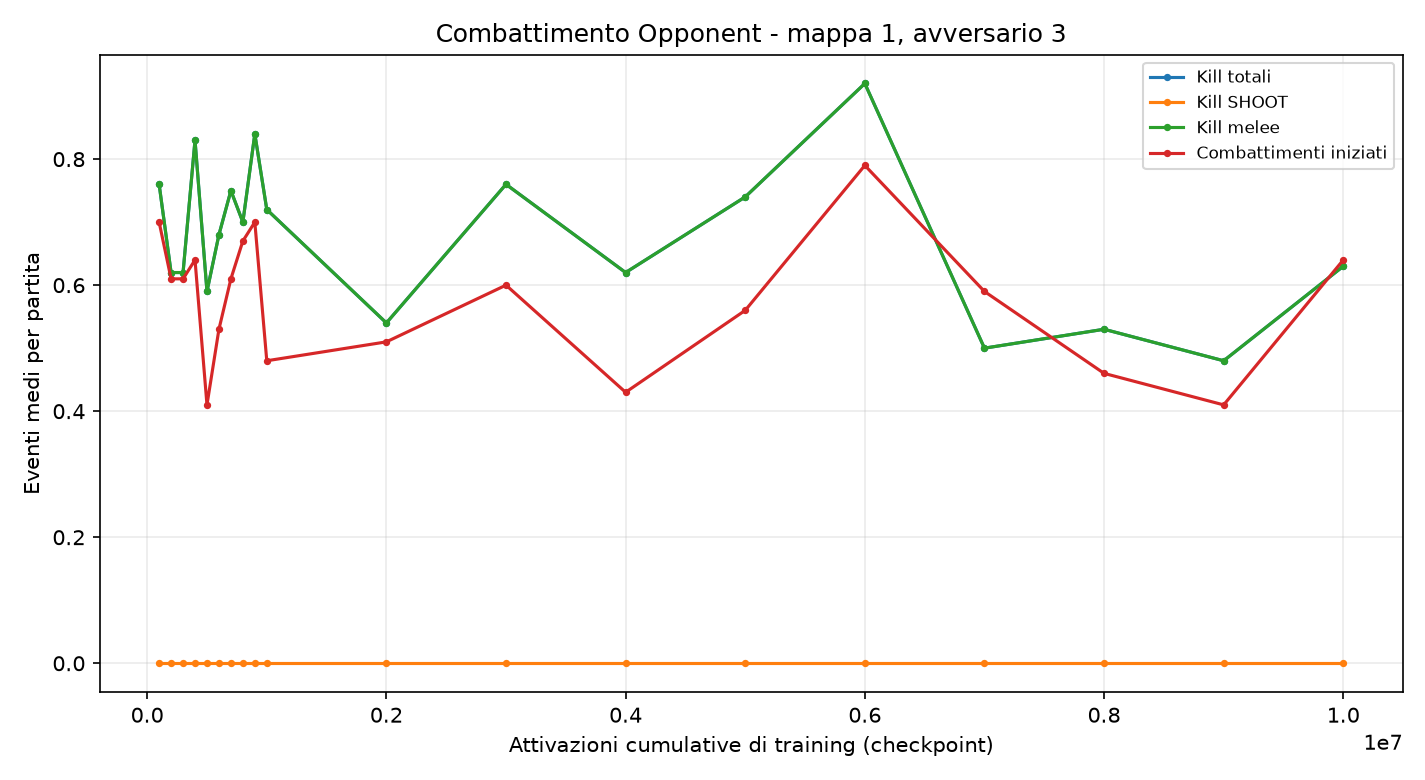 Combattimento Opponent - mappa 1, avversario 3
Kill totali
Kill SHOOT
Kill melee
Combattimenti iniziati
Eventi medi per partita
0.8
0.6
0.4
0.2
0.0
0.0 0.2 0.4 0.6 0.8 1.0
1e7
Attivazioni cumulative di training (checkpoint)